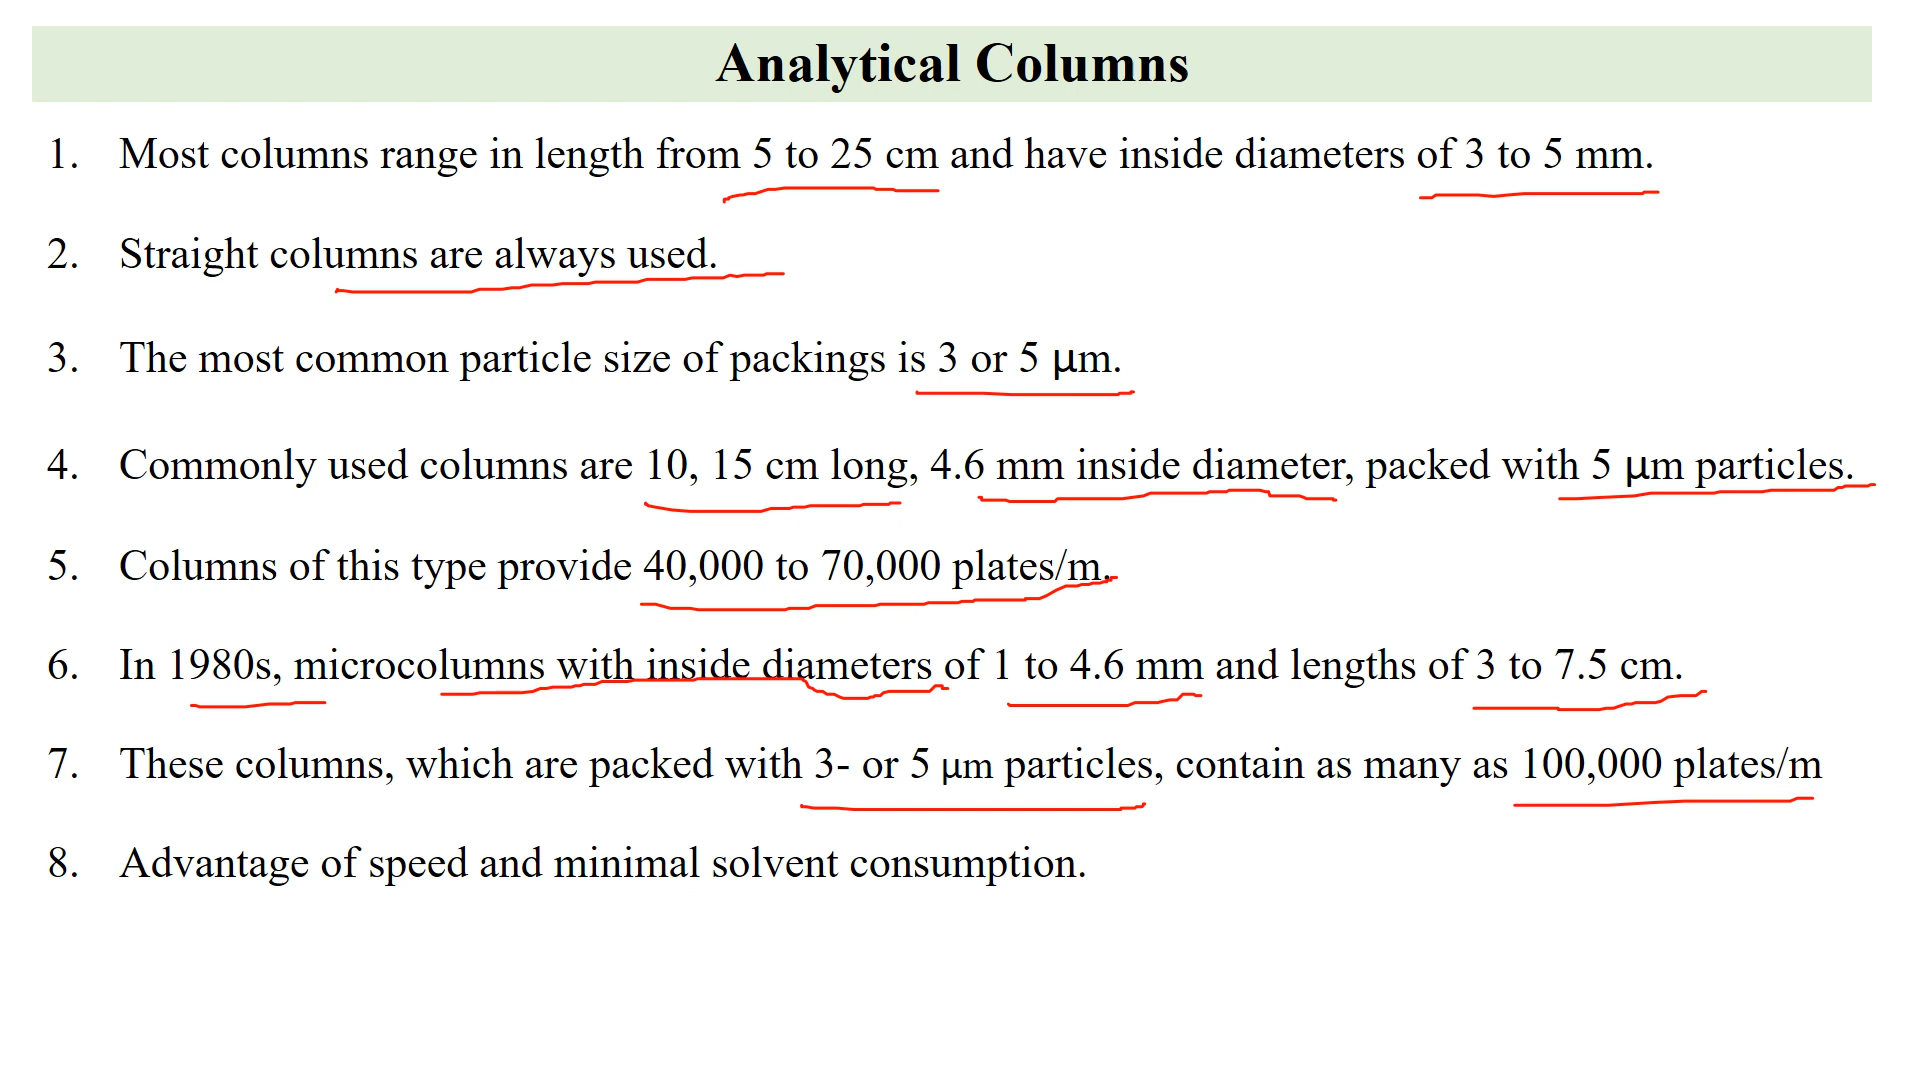 Analytical Columns
1. Most columns range in length from 5 to 25 cm and have inside diameters of 3 to 5 mm.
2. Straight columns are always used.
3. The most common particle size of packings is 3 or 5 μm.
4. Commonly used columns are 10, 15 cm long, 4.6 mm inside diameter, packed with 5 μm particles.
5. Columns of this type provide 40,000 to 70,000 plates/m.
6. In 1980s, microcolumns with inside diameters of 1 to 4.6 mm and lengths of 3 to 7.5 cm.
7. These columns, which are packed with 3- or 5 μm particles, contain as many as 100,000 plates/m
8. Advantage of speed and minimal solvent consumption.